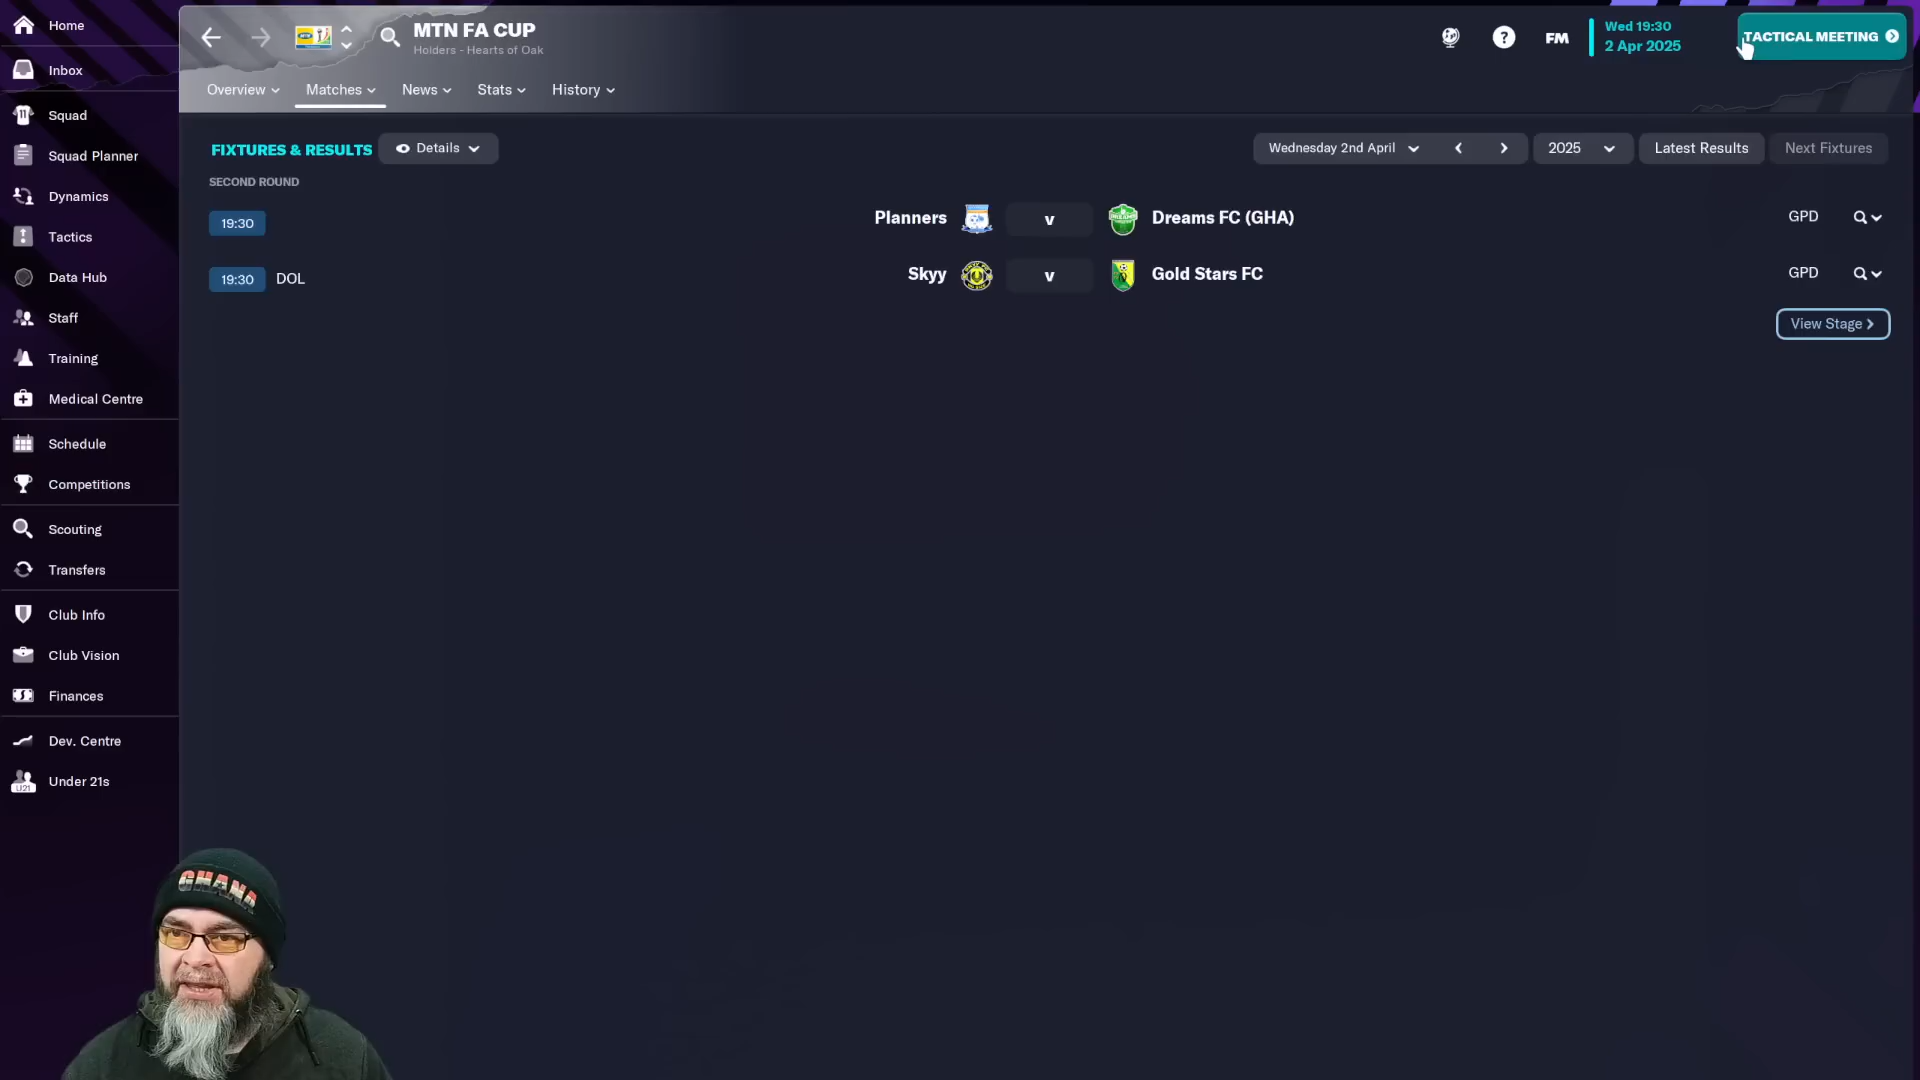 Home
Inbox
Squad
Squad Planner
Dynamics
Tactics
Data Hub
Staff
Training
Medical Centre
Schedule
Competitions
Scouting
Transfers
Club Info
Club Vision
Finances
Dev. Centre
U21 Under 21s
MTN FA CUP
Holders - Hearts of Oak
? FM
Wed 19:30
2 Apr 2025
TACTICAL MEETING
Overview Matches News Stats History
FIXTURES & RESULTS Details Wednesday 2nd April 2025 Latest Results Next Fixtures
SECOND ROUND
19:30 Planners v Dreams FC (GHA) GPD
19:30 DOL Skyy v Gold Stars FC GPD
View Stage
GHANA